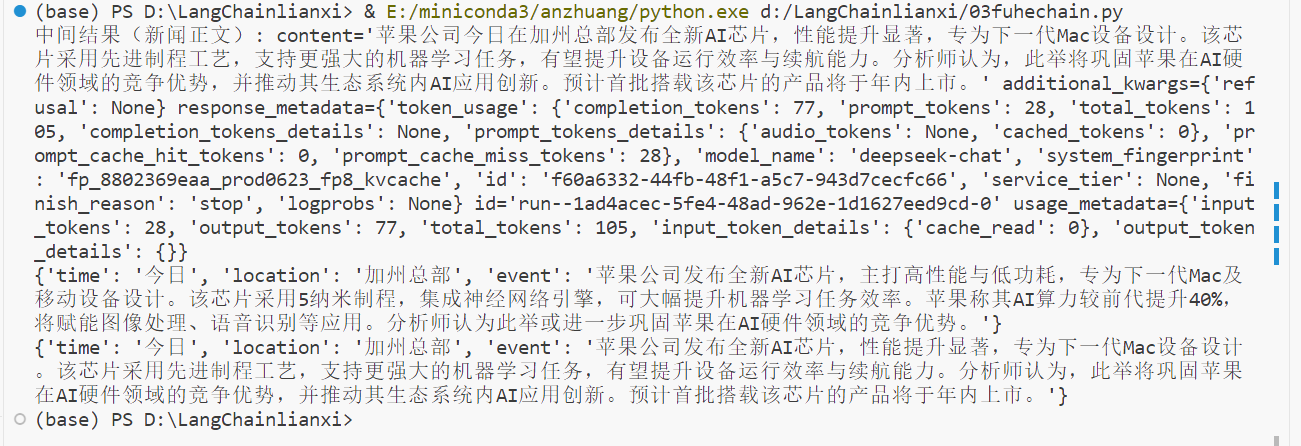 (base) PS D:\LangChainlianxi> & E:/miniconda3/anzhuang/python.exe d:/LangChainlianxi/03fuhechain.py
中间结果（新闻正文）: content='苹果公司今日在加州总部发布全新AI芯片，性能提升显著，专为下一代Mac设备设计。该芯
片采用先进制程工艺，支持更强大的机器学习任务，有望提升设备运行效率与续航能力。分析师认为，此举将巩固苹果在AI硬
件领域的竞争优势，并推动其生态系统内AI应用创新。预计首批搭载该芯片的产品将于年内上市。' additional_kwargs={'ref
usal': None} response_metadata={'token_usage': {'completion_tokens': 77, 'prompt_tokens': 28, 'total_tokens': 1
05, 'completion_tokens_details': None, 'prompt_tokens_details': {'audio_tokens': None, 'cached_tokens': 0}, 'pr
ompt_cache_hit_tokens': 0, 'prompt_cache_miss_tokens': 28}, 'model_name': 'deepseek-chat', 'system_fingerprint'
: 'fp_8802369eaa_prod0623_fp8_kvcache', 'id': 'f60a6332-44fb-48f1-a5c7-943d7cecfc66', 'service_tier': None, 'fi
nish_reason': 'stop', 'logprobs': None} id='run--1ad4acec-5fe4-48ad-962e-1d1627eed9cd-0' usage_metadata={'input
_tokens': 28, 'output_tokens': 77, 'total_tokens': 105, 'input_token_details': {'cache_read': 0}, 'output_token
_details': {}}
{'time': '今日', 'location': '加州总部', 'event': '苹果公司发布全新AI芯片，主打高性能与低功耗，专为下一代Mac及
移动设备设计。该芯片采用5纳米制程，集成神经网络引擎，可大幅提升机器学习任务效率。苹果称其AI算力较前代提升40%，
将赋能图像处理、语音识别等应用。分析师认为此举或进一步巩固苹果在AI硬件领域的竞争优势。'}
{'time': '今日', 'location': '加州总部', 'event': '苹果公司发布全新AI芯片，性能提升显著，专为下一代Mac设备设计
。该芯片采用先进制程工艺，支持更强大的机器学习任务，有望提升设备运行效率与续航能力。分析师认为，此举将巩固苹果
在AI硬件领域的竞争优势，并推动其生态系统内AI应用创新。预计首批搭载该芯片的产品将于年内上市。'}
(base) PS D:\LangChainlianxi>